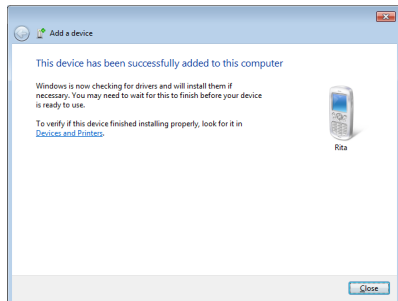 Add a device
This device has been successfully added to this computer
Windows is now checking for drivers and will install them if
necessary. You may need to wait for this to finish before your device
is ready to use.
To verify if this device finished installing properly, look for it in
Devices and Printers.
Rita
Close